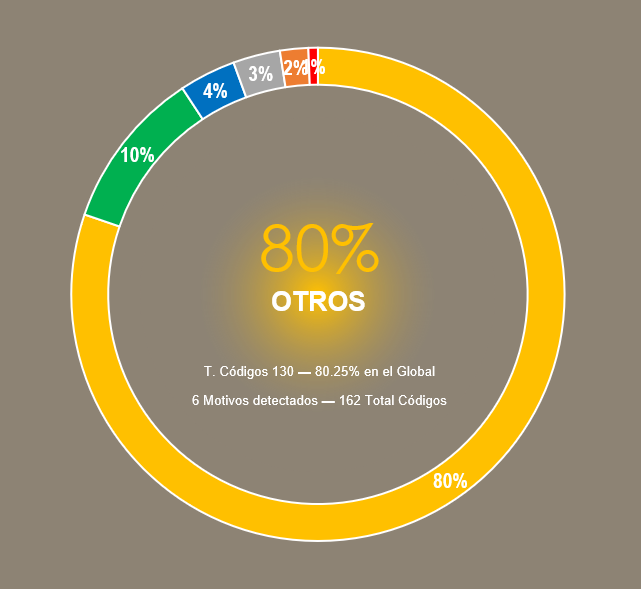 3% 2% 1%
4%
10%
80%
OTROS
T. Códigos 130 — 80.25% en el Global
6 Motivos detectados — 162 Total Códigos
80%